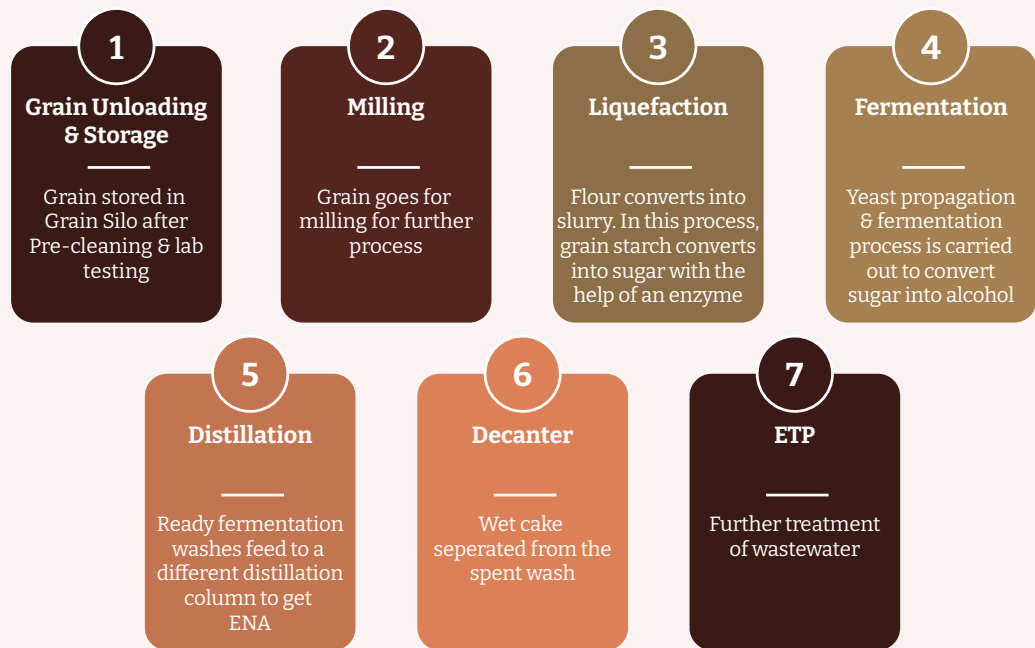 1
Grain Unloading
& Storage
Grain stored in
Grain Silo after
Pre-cleaning & lab
testing
2
Milling
Grain goes for
milling for further
process
3
Liquefaction
Flour converts into
slurry. In this process,
grain starch converts
into sugar with the
help of an enzyme
4
Fermentation
Yeast propagation
& fermentation
process is carried
out to convert
sugar into alcohol
5
Distillation
Ready fermentation
washes feed to a
different distillation
column to get
ENA
6
Decanter
Wet cake
seperated from the
spent wash
7
ETP
Further treatment
of wastewater